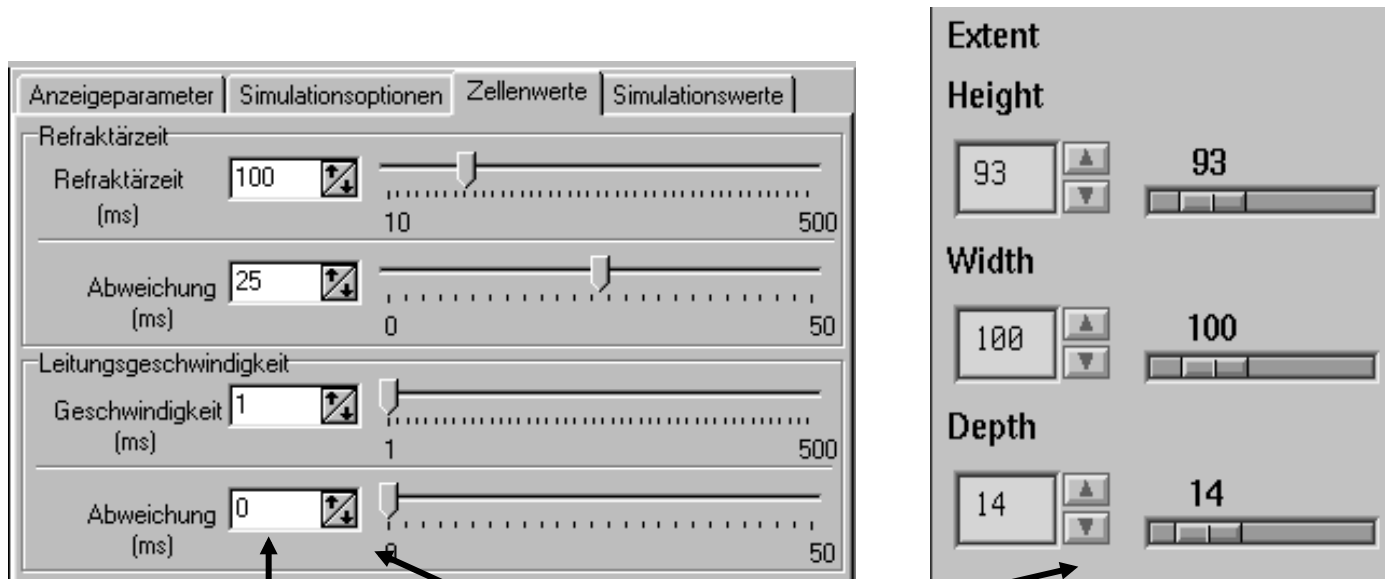 Anzeigeparameter Simulationsoptionen Zellenwerte Simulationswerte
Refraktärzeit
Refraktärzeit 100
(ms)
10 500
Abweichung 25
(ms)
0 50
Leitungsgeschwindigkeit
Geschwindigkeit 1
(ms)
1 500
Abweichung 0
(ms)
0 50
Extent
Height
93 93
Width
100 100
Depth
14 14